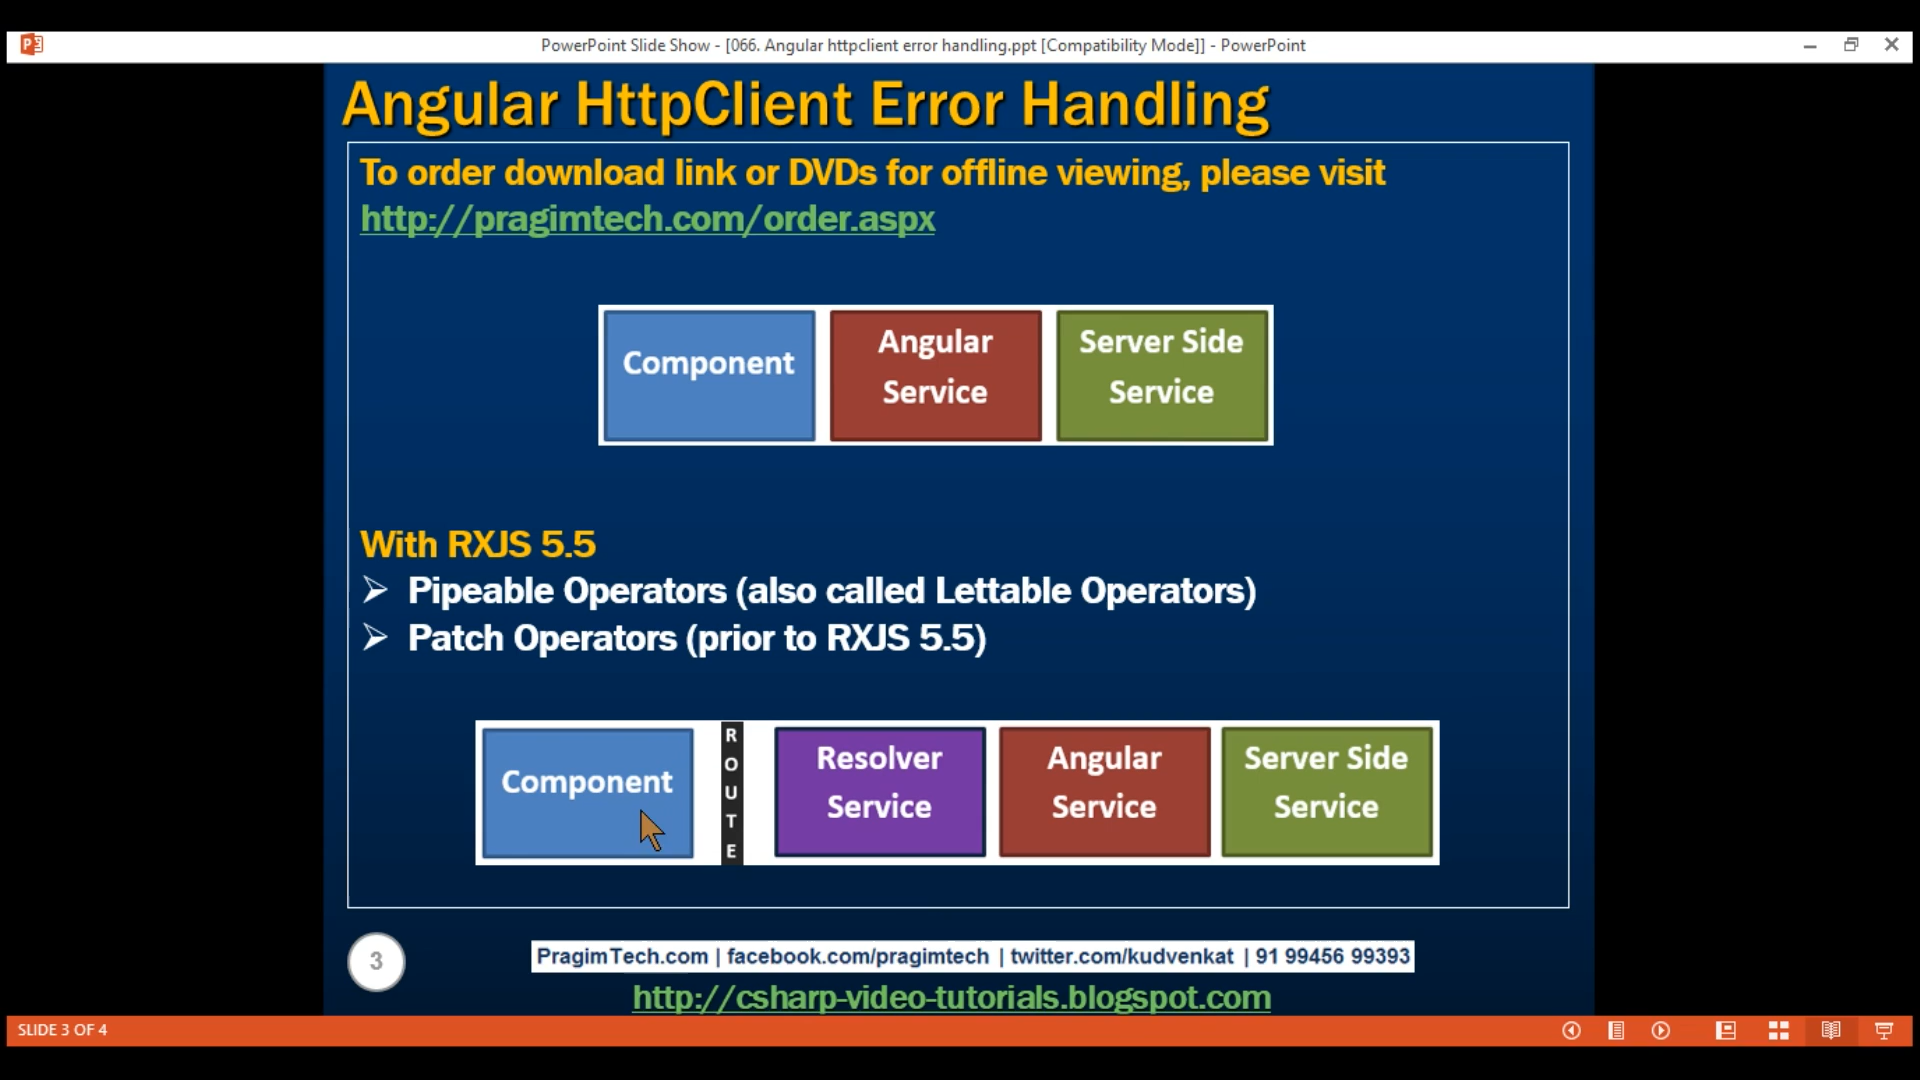 PowerPoint Slide Show - [066. Angular httpclient error handling.ppt [Compatibility Mode]] - PowerPoint
Angular HttpClient Error Handling
To order download link or DVDs for offline viewing, please visit
http://pragimtech.com/order.aspx
Component
Angular
Service
Server Side
Service
With RXJS 5.5
Pipeable Operators (also called Lettable Operators)
Patch Operators (prior to RXJS 5.5)
Component
ROUTE
Resolver
Service
Angular
Service
Server Side
Service
3
PragimTech.com | facebook.com/pragimtech | twitter.com/kudvenkat | 91 99456 99393
http://csharp-video-tutorials.blogspot.com
SLIDE 3 OF 4